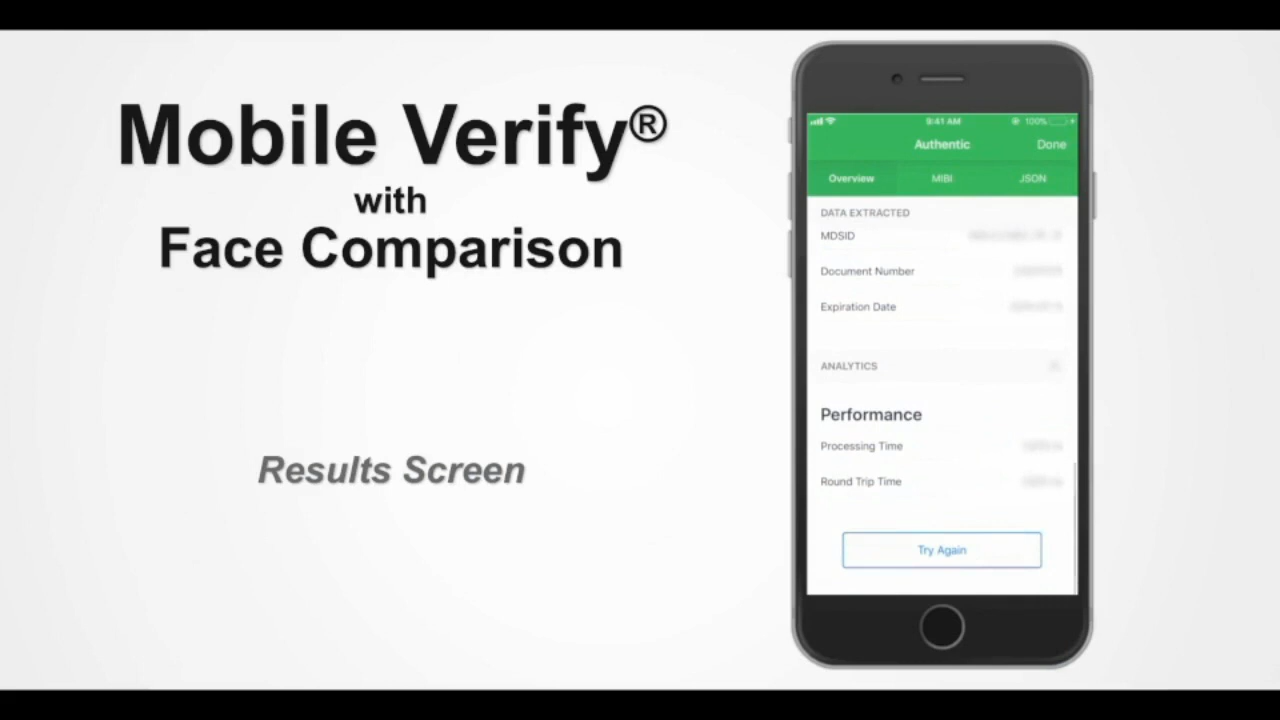 Mobile Verify®
with
Face Comparison
Results Screen
9:41 AM 100%
Authentic Done
Overview MIBI JSON
DATA EXTRACTED
MDSID
Document Number
Expiration Date
ANALYTICS
Performance
Processing Time
Round Trip Time
Try Again